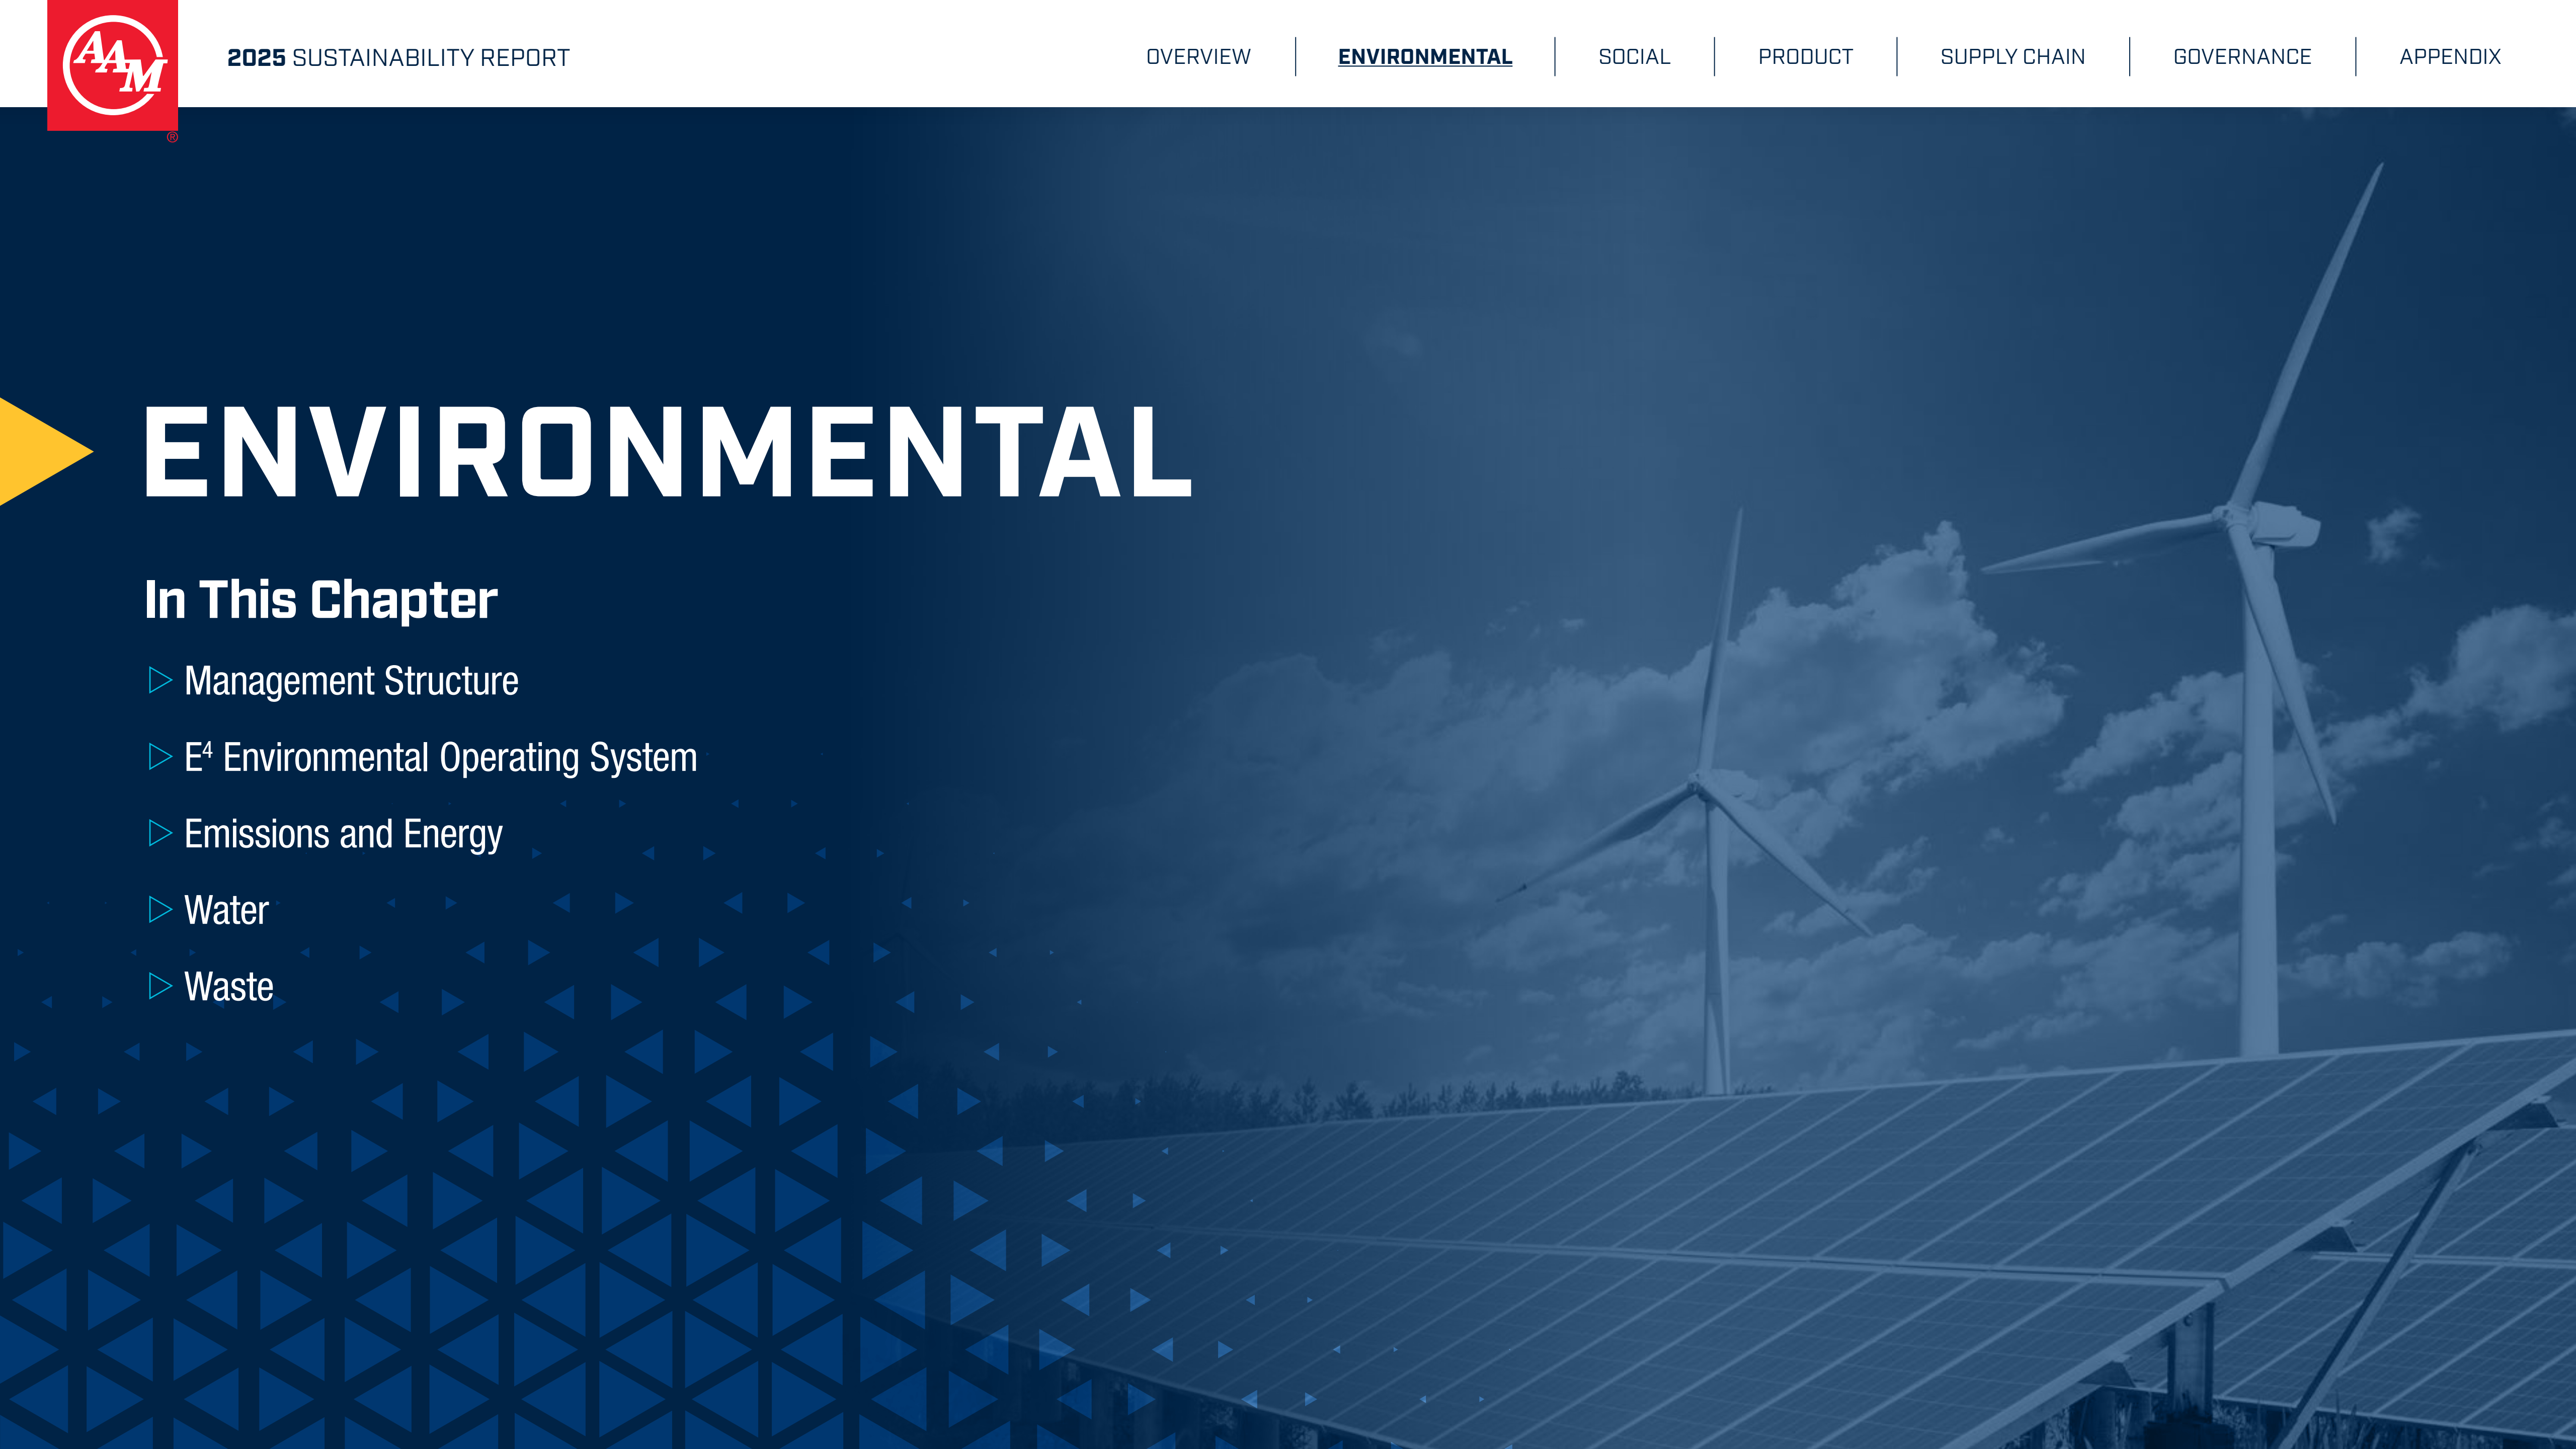 AAM
®
2025 SUSTAINABILITY REPORT
OVERVIEW
ENVIRONMENTAL
SOCIAL
PRODUCT
SUPPLY CHAIN
GOVERNANCE
APPENDIX
ENVIRONMENTAL
In This Chapter
Management Structure
E⁴ Environmental Operating System
Emissions and Energy
Water
Waste